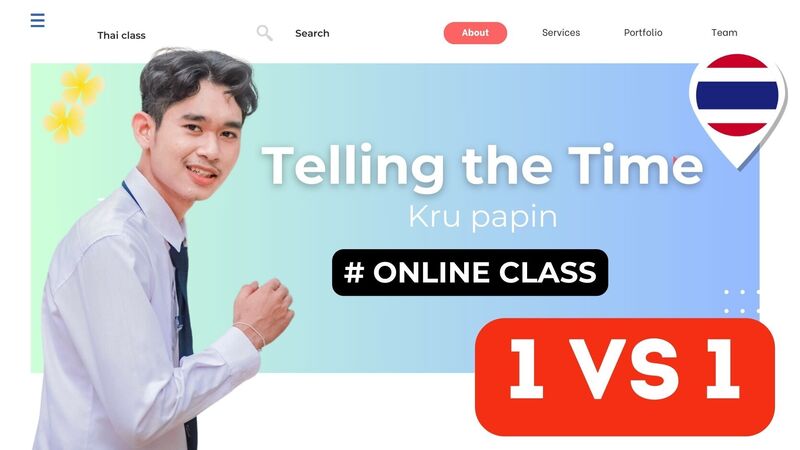 Thai class
Search
About
Services
Portfolio
Team
Telling the Time
Kru papin
# ONLINE CLASS
1 VS 1